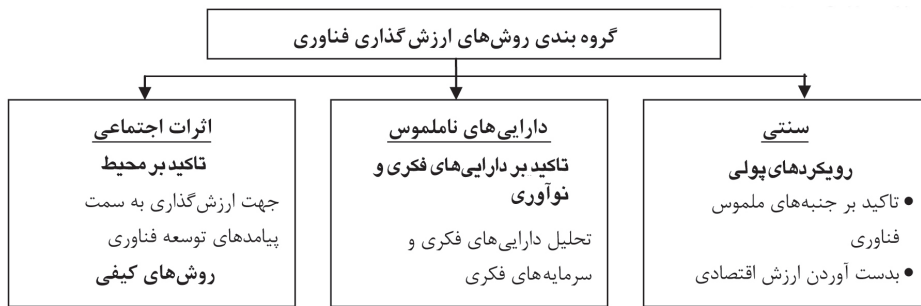 گروه بندی روش‌های ارزش‌گذاری فناوری
سنتی
رویکردهای پولی
• تاکید بر جنبه‌های ملموس
فناوری
• بدست آوردن ارزش اقتصادی
دارایی‌های ناملموس
تاکید بر دارایی‌های فکری و
نوآوری
تحلیل دارایی‌های فکری و
سرمایه‌های فکری
اثرات اجتماعی
تاکید بر محیط
جهت ارزش‌گذاری به سمت
پیامدهای توسعه فناوری
روش‌های کیفی